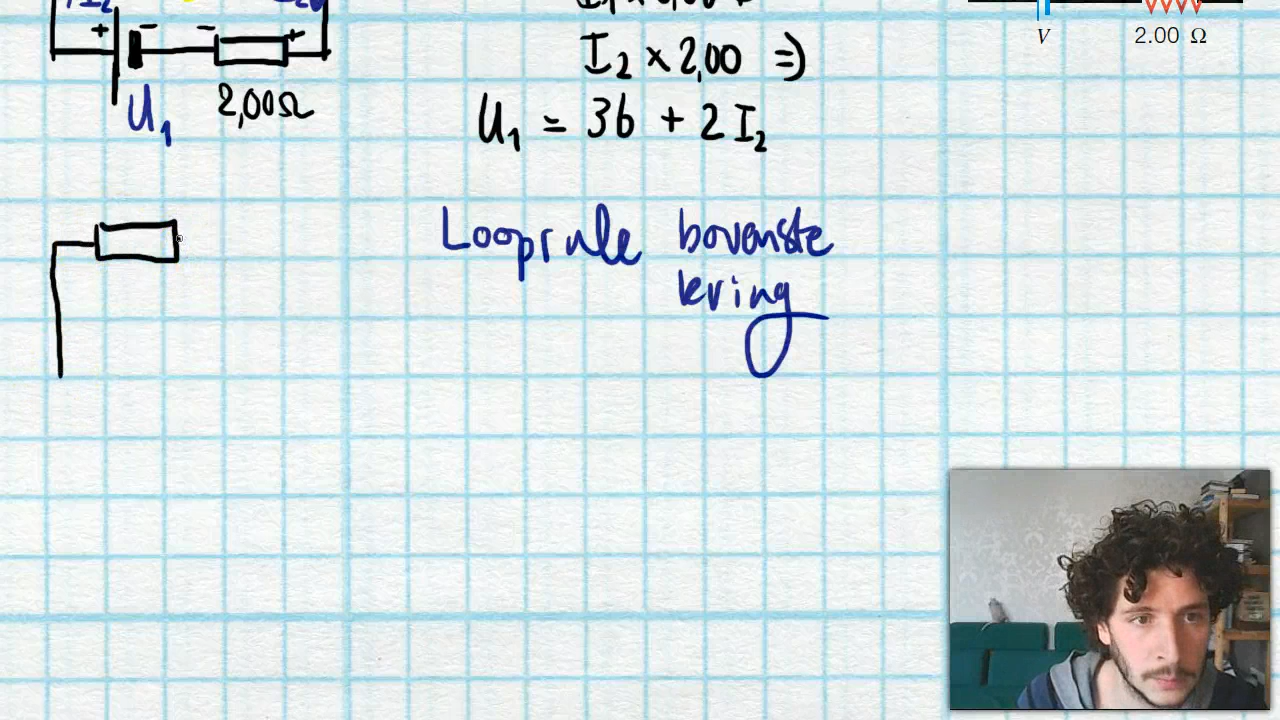 + - - +
U₁ 2,00Ω
I₂ × 2,00 ⇒
U₁ = 36 + 2 I₂
Looprule bovenste
kring
V 2.00 Ω